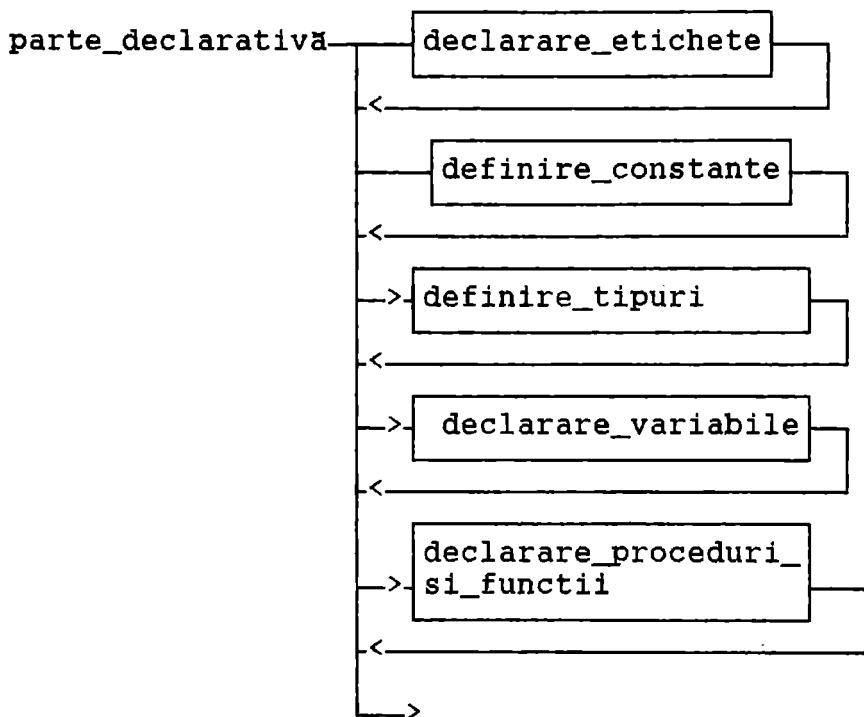 parte_declarativă
declarare_etichete
definire_constante
definire_tipuri
declarare_variabile
declarare_proceduri_
si_functii